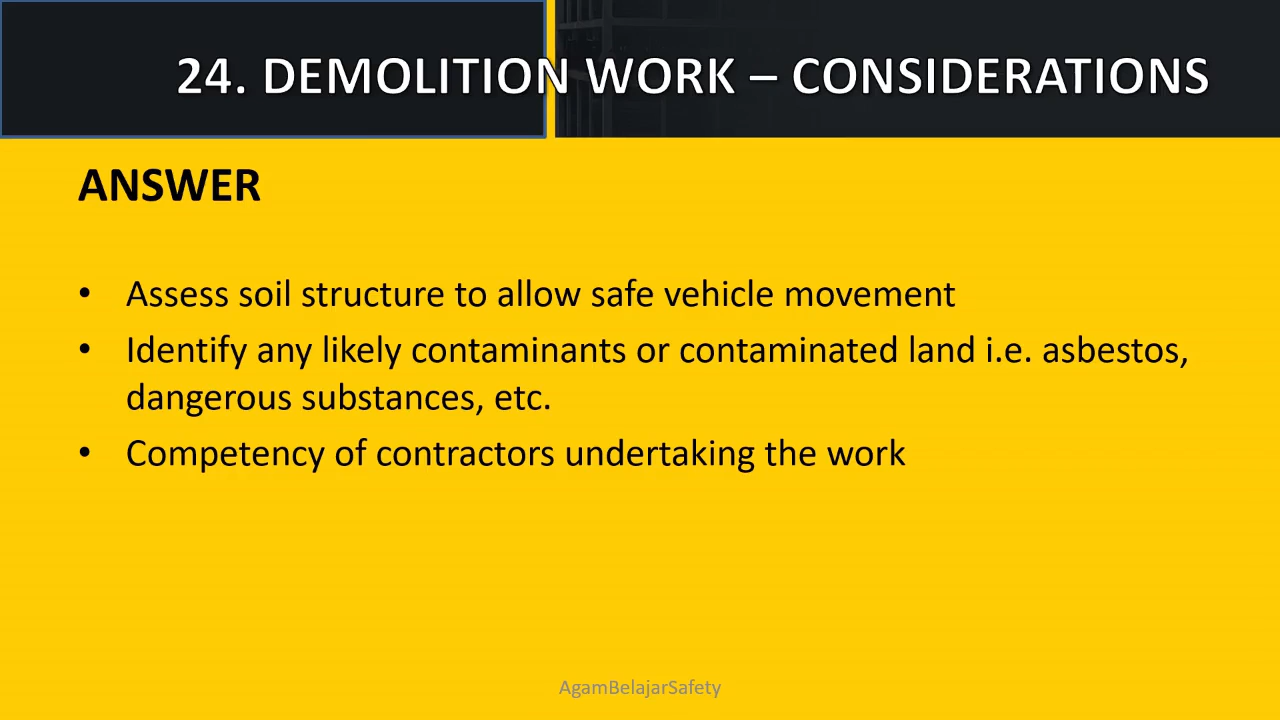 24. DEMOLITION WORK – CONSIDERATIONS
ANSWER
• Assess soil structure to allow safe vehicle movement
• Identify any likely contaminants or contaminated land i.e. asbestos,
dangerous substances, etc.
• Competency of contractors undertaking the work
AgamBelajarSafety